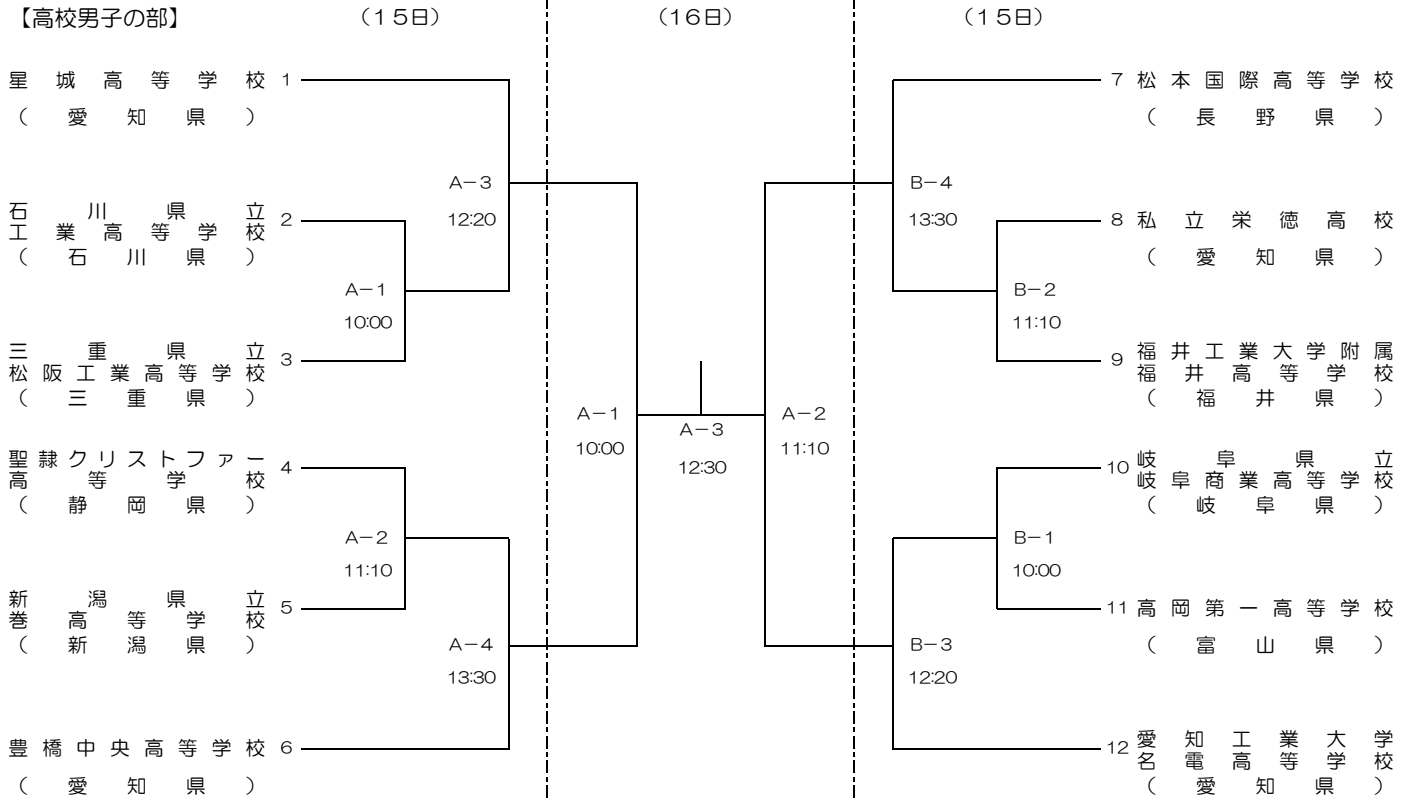 【高校男子の部】 （１５日） （16日） （１５日）
星城高等学校 1
（愛知県）
石川県立
工業高等学校 2
（石川県）
三重県立
松阪工業高等学校 3
（三重県）
聖隷クリストファー
高等学校 4
（静岡県）
新潟県立
巻高等学校 5
（新潟県）
豊橋中央高等学校 6
（愛知県）
A－3
12:20
A－1
10:00
A－2
11:10
A－4
13:30
A－1
10:00
A－3
12:30
A－2
11:10
B－4
13:30
B－2
11:10
B－1
10:00
B－3
12:20
7 松本国際高等学校
（長野県）
8 私立栄徳高校
（愛知県）
9 福井工業大学附属
福井高等学校
（福井県）
10 岐阜県立
岐阜商業高等学校
（岐阜県）
11 高岡第一高等学校
（富山県）
12 愛知工業大学
名電高等学校
（愛知県）